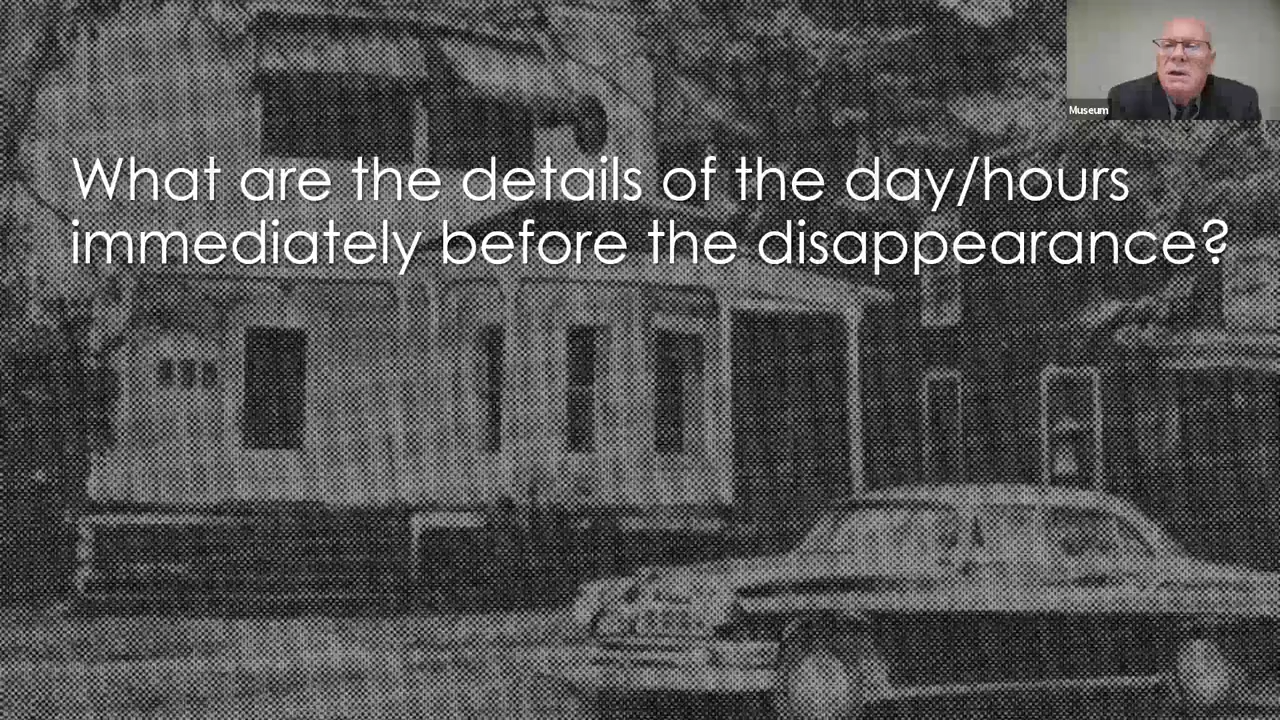 Museum
What are the details of the day/hours
immediately before the disappearance?